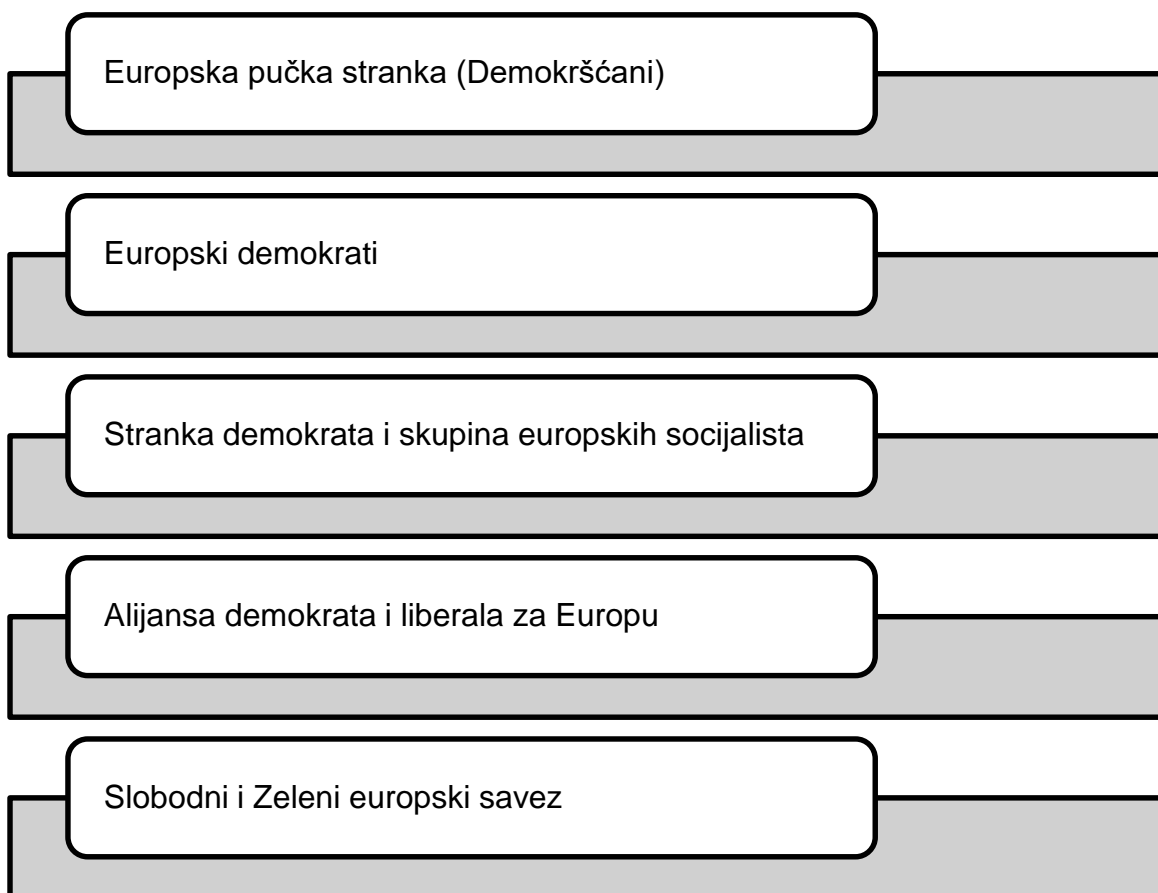 Europska pučka stranka (Demokršćani)
Europski demokrati
Stranka demokrata i skupina europskih socijalista
Alijansa demokrata i liberala za Europu
Slobodni i Zeleni europski savez